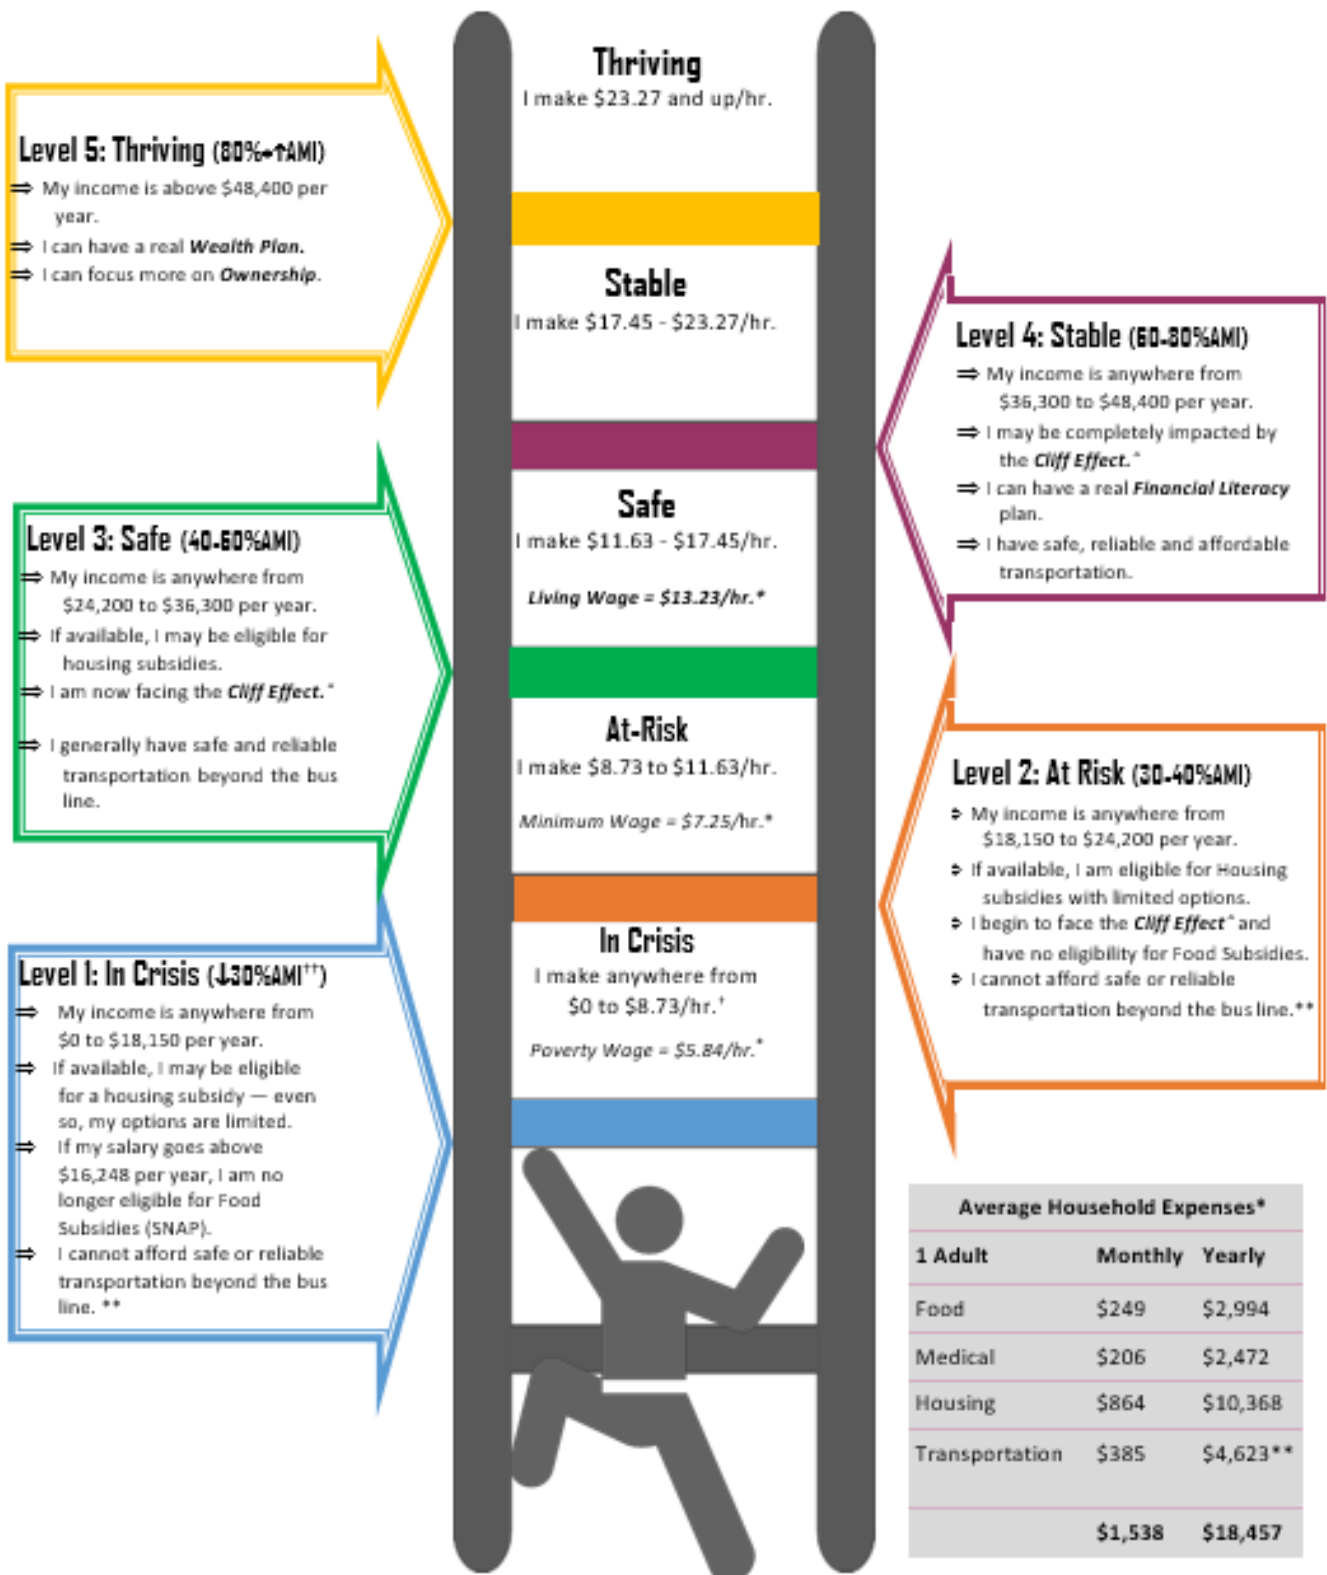 Thriving
I make $23.27 and up/hr.
Level 5: Thriving (80%+↑AMI)
⇒ My income is above $48,400 per
year.
⇒ I can have a real Wealth Plan.
⇒ I can focus more on Ownership.
Stable
I make $17.45 - $23.27/hr.
Level 4: Stable (60-80%AMI)
⇒ My income is anywhere from
$36,300 to $48,400 per year.
⇒ I may be completely impacted by
the Cliff Effect.^
⇒ I can have a real Financial Literacy
plan.
⇒ I have safe, reliable and affordable
transportation.
Safe
I make $11.63 - $17.45/hr.
Living Wage = $13.23/hr.*
Level 3: Safe (40-60%AMI)
⇒ My income is anywhere from
$24,200 to $36,300 per year.
⇒ If available, I may be eligible for
housing subsidies.
⇒ I am now facing the Cliff Effect.^
⇒ I generally have safe and reliable
transportation beyond the bus
line.
At-Risk
I make $8.73 to $11.63/hr.
Minimum Wage = $7.25/hr.*
Level 2: At Risk (30-40%AMI)
➲ My income is anywhere from
$18,150 to $24,200 per year.
➲ If available, I am eligible for Housing
subsidies with limited options.
➲ I begin to face the Cliff Effect^ and
have no eligibility for Food Subsidies.
➲ I cannot afford safe or reliable
transportation beyond the bus line.**
In Crisis
I make anywhere from
$0 to $8.73/hr.†
Poverty Wage = $5.84/hr.*
Level 1: In Crisis (↓30%AMI††)
⇒ My income is anywhere from
$0 to $18,150 per year.
⇒ If available, I may be eligible
for a housing subsidy — even
so, my options are limited.
⇒ If my salary goes above
$16,248 per year, I am no
longer eligible for Food
Subsidies (SNAP).
⇒ I cannot afford safe or reliable
transportation beyond the bus
line. **
Average Household Expenses*
1 Adult Monthly Yearly
Food $249 $2,994
Medical $206 $2,472
Housing $864 $10,368
Transportation $385 $4,623**
$1,538 $18,457